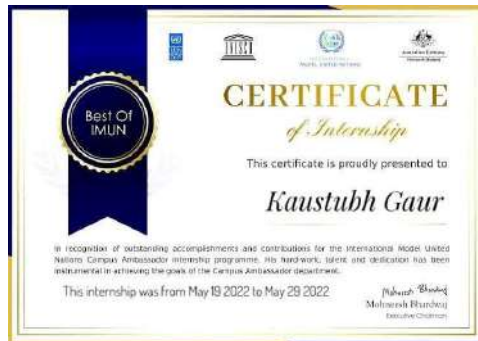 Best Of
IMUN
CERTIFICATE
of Internship
This certificate is proudly presented to
Kaustubh Gaur
In recognition of outstanding accomplishments and contributions for the International Model United
Nations Campus Ambassador internship programme. His hard-work, talent and dedication has been
instrumental in achieving the goals of the Campus Ambassador department.
This internship was from May 19 2022 to May 29 2022
Mohnersh Bhardwaj
Executive Chairman